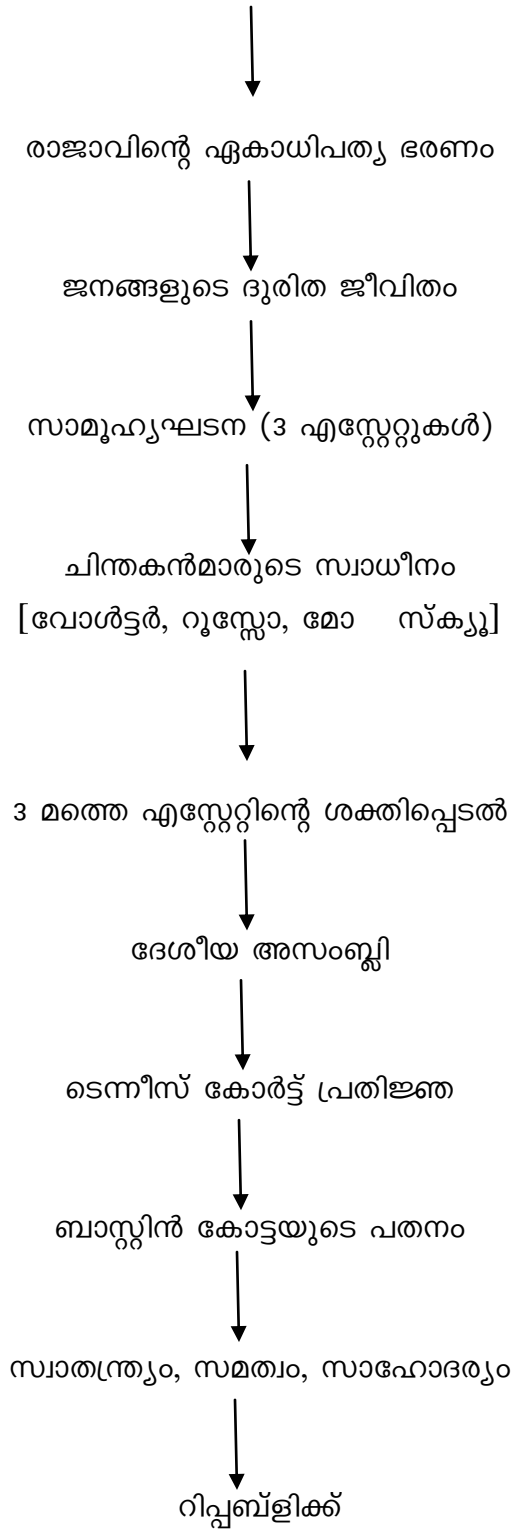 രാജാവിന്റെ ഏകാധിപത്യ ഭരണം
ജനങ്ങളുടെ ദുരിത ജീവിതം
സാമൂഹ്യഘടന (3 എസ്റ്റേറ്റുകൾ)
ചിന്തകൻമാരുടെ സ്വാധീനം
[വോൾട്ടർ, റൂസ്സോ, മോ സ്ക്യൂ]
3 മത്തെ എസ്റ്റേറ്റിന്റെ ശക്തിപ്പെടൽ
ദേശീയ അസംബ്ലി
ടെന്നീസ് കോർട്ട് പ്രതിജ്ഞ
ബാസ്റ്റിൻ കോട്ടയുടെ പതനം
സ്വാതന്ത്ര്യം, സമത്വം, സാഹോദര്യം
റിപ്പബ്ളിക്ക്